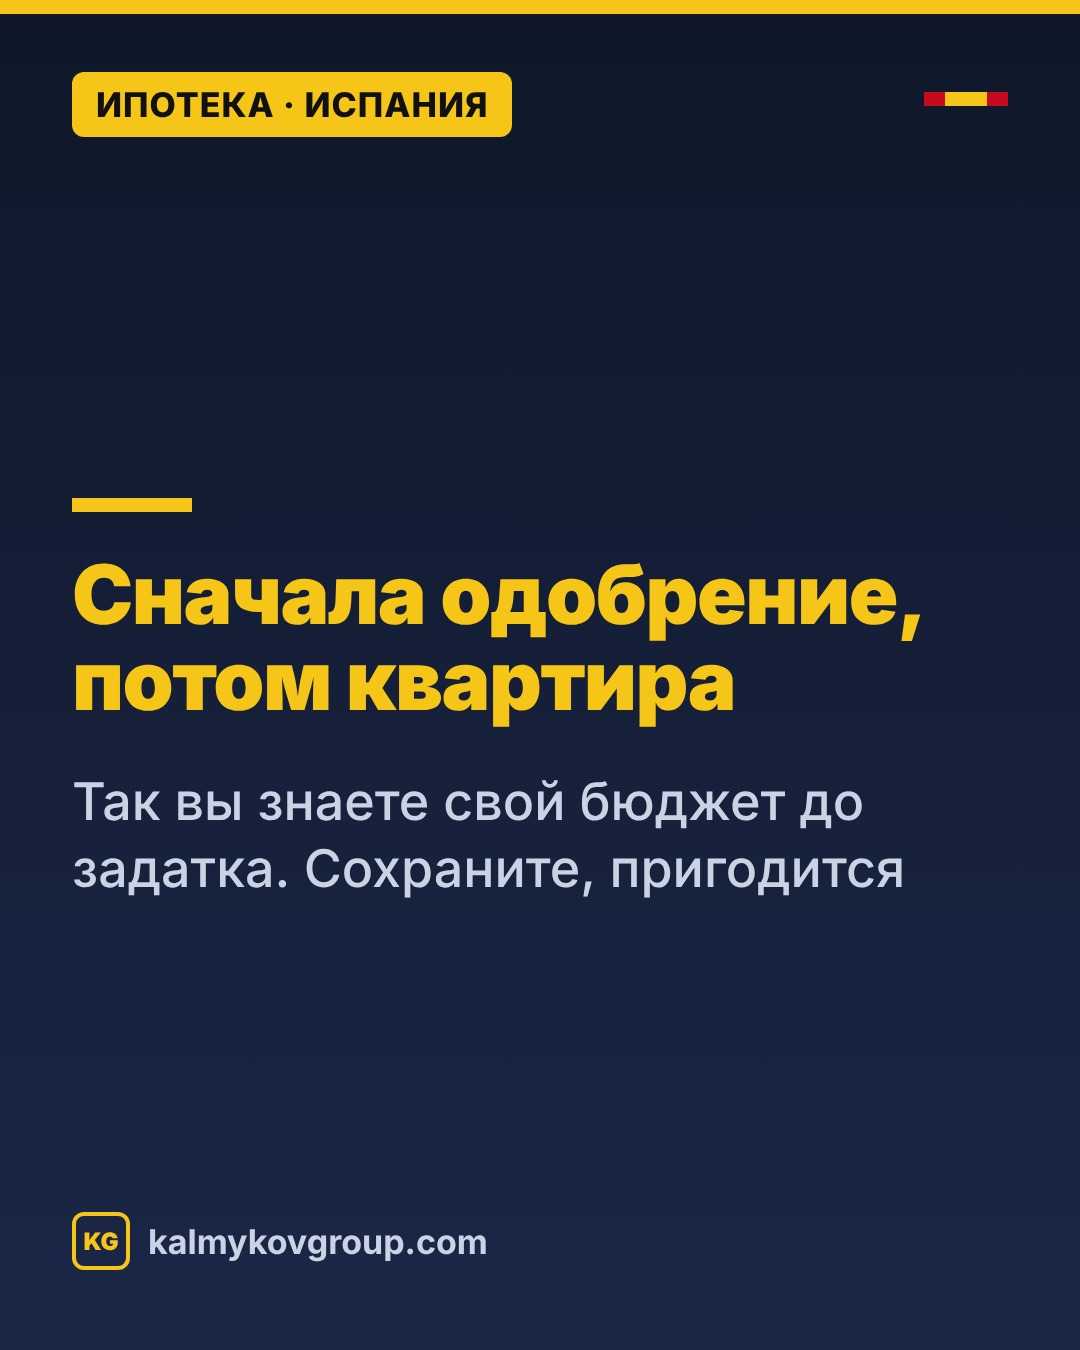 ИПОТЕКА · ИСПАНИЯ
Сначала одобрение,
потом квартира
Так вы знаете свой бюджет до
задатка. Сохраните, пригодится
KG kalmykovgroup.com